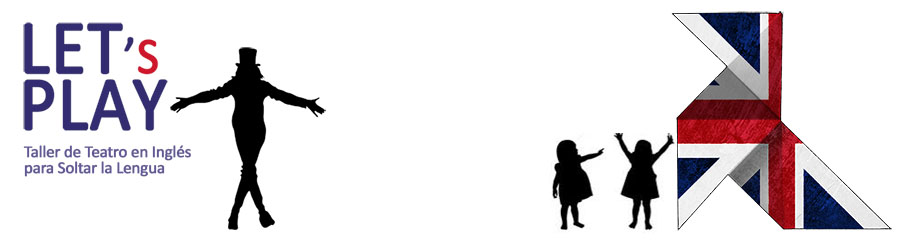 LET's
PLAY
Taller de Teatro en Inglés
para Soltar la Lengua